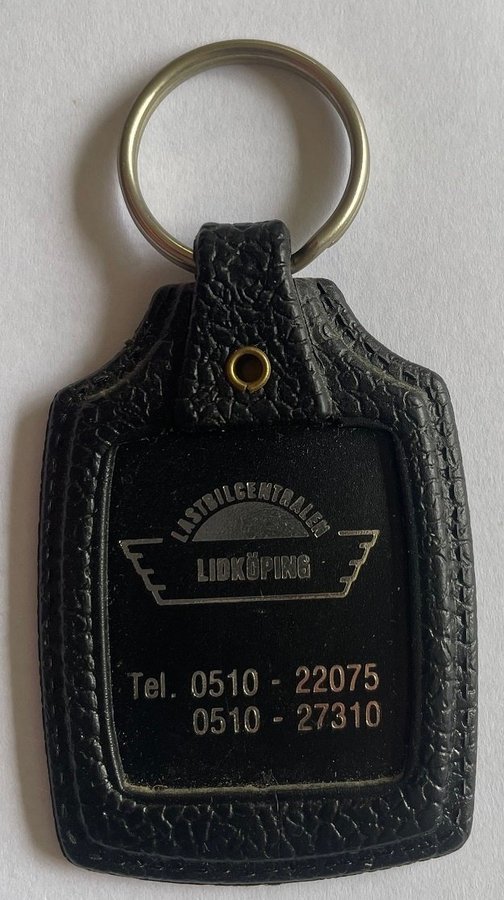 LASTBILCENTRALEN
LIDKÖPING
Tel. 0510 - 22075
0510 - 27310